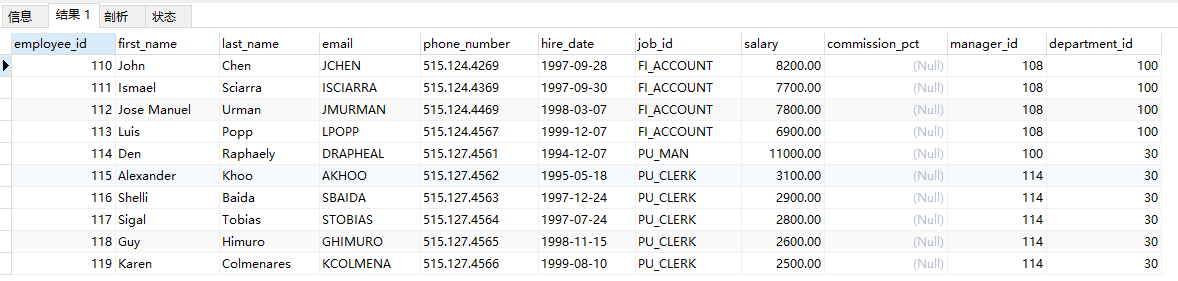 信息 结果 1 剖析 状态
employee_id first_name last_name email phone_number hire_date job_id salary commission_pct manager_id department_id
110 John Chen JCHEN 515.124.4269 1997-09-28 FI_ACCOUNT 8200.00 (Null) 108 100
111 Ismael Sciarra ISCIARRA 515.124.4369 1997-09-30 FI_ACCOUNT 7700.00 (Null) 108 100
112 Jose Manuel Urman JMURMAN 515.124.4469 1998-03-07 FI_ACCOUNT 7800.00 (Null) 108 100
113 Luis Popp LPOPP 515.124.4567 1999-12-07 FI_ACCOUNT 6900.00 (Null) 108 100
114 Den Raphaely DRAPHEAL 515.127.4561 1994-12-07 PU_MAN 11000.00 (Null) 100 30
115 Alexander Khoo AKHOO 515.127.4562 1995-05-18 PU_CLERK 3100.00 (Null) 114 30
116 Shelli Baida SBAIDA 515.127.4563 1997-12-24 PU_CLERK 2900.00 (Null) 114 30
117 Sigal Tobias STOBIAS 515.127.4564 1997-07-24 PU_CLERK 2800.00 (Null) 114 30
118 Guy Himuro GHIMURO 515.127.4565 1998-11-15 PU_CLERK 2600.00 (Null) 114 30
119 Karen Colmenares KCOLMENA 515.127.4566 1999-08-10 PU_CLERK 2500.00 (Null) 114 30